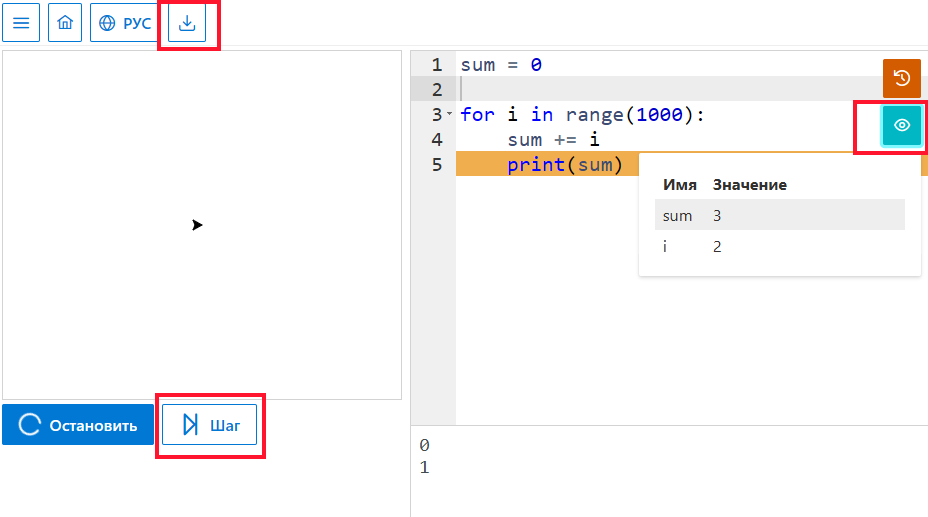 РУС
1 sum = 0
2
3 for i in range(1000):
4 sum += i
5 print(sum)
Имя Значение
sum 3
i 2
Остановить Шаг
0
1